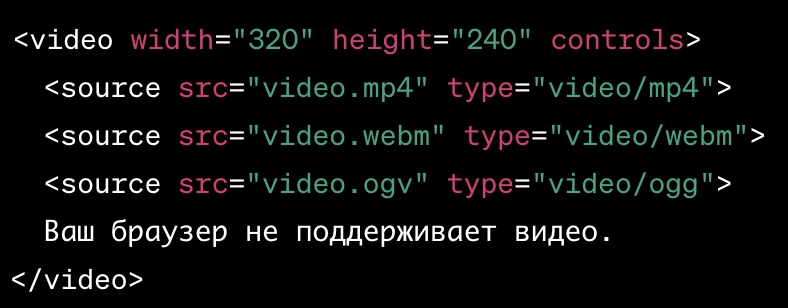 <video width="320" height="240" controls>
<source src="video.mp4" type="video/mp4">
<source src="video.webm" type="video/webm">
<source src="video.ogv" type="video/ogg">
Ваш браузер не поддерживает видео.
</video>